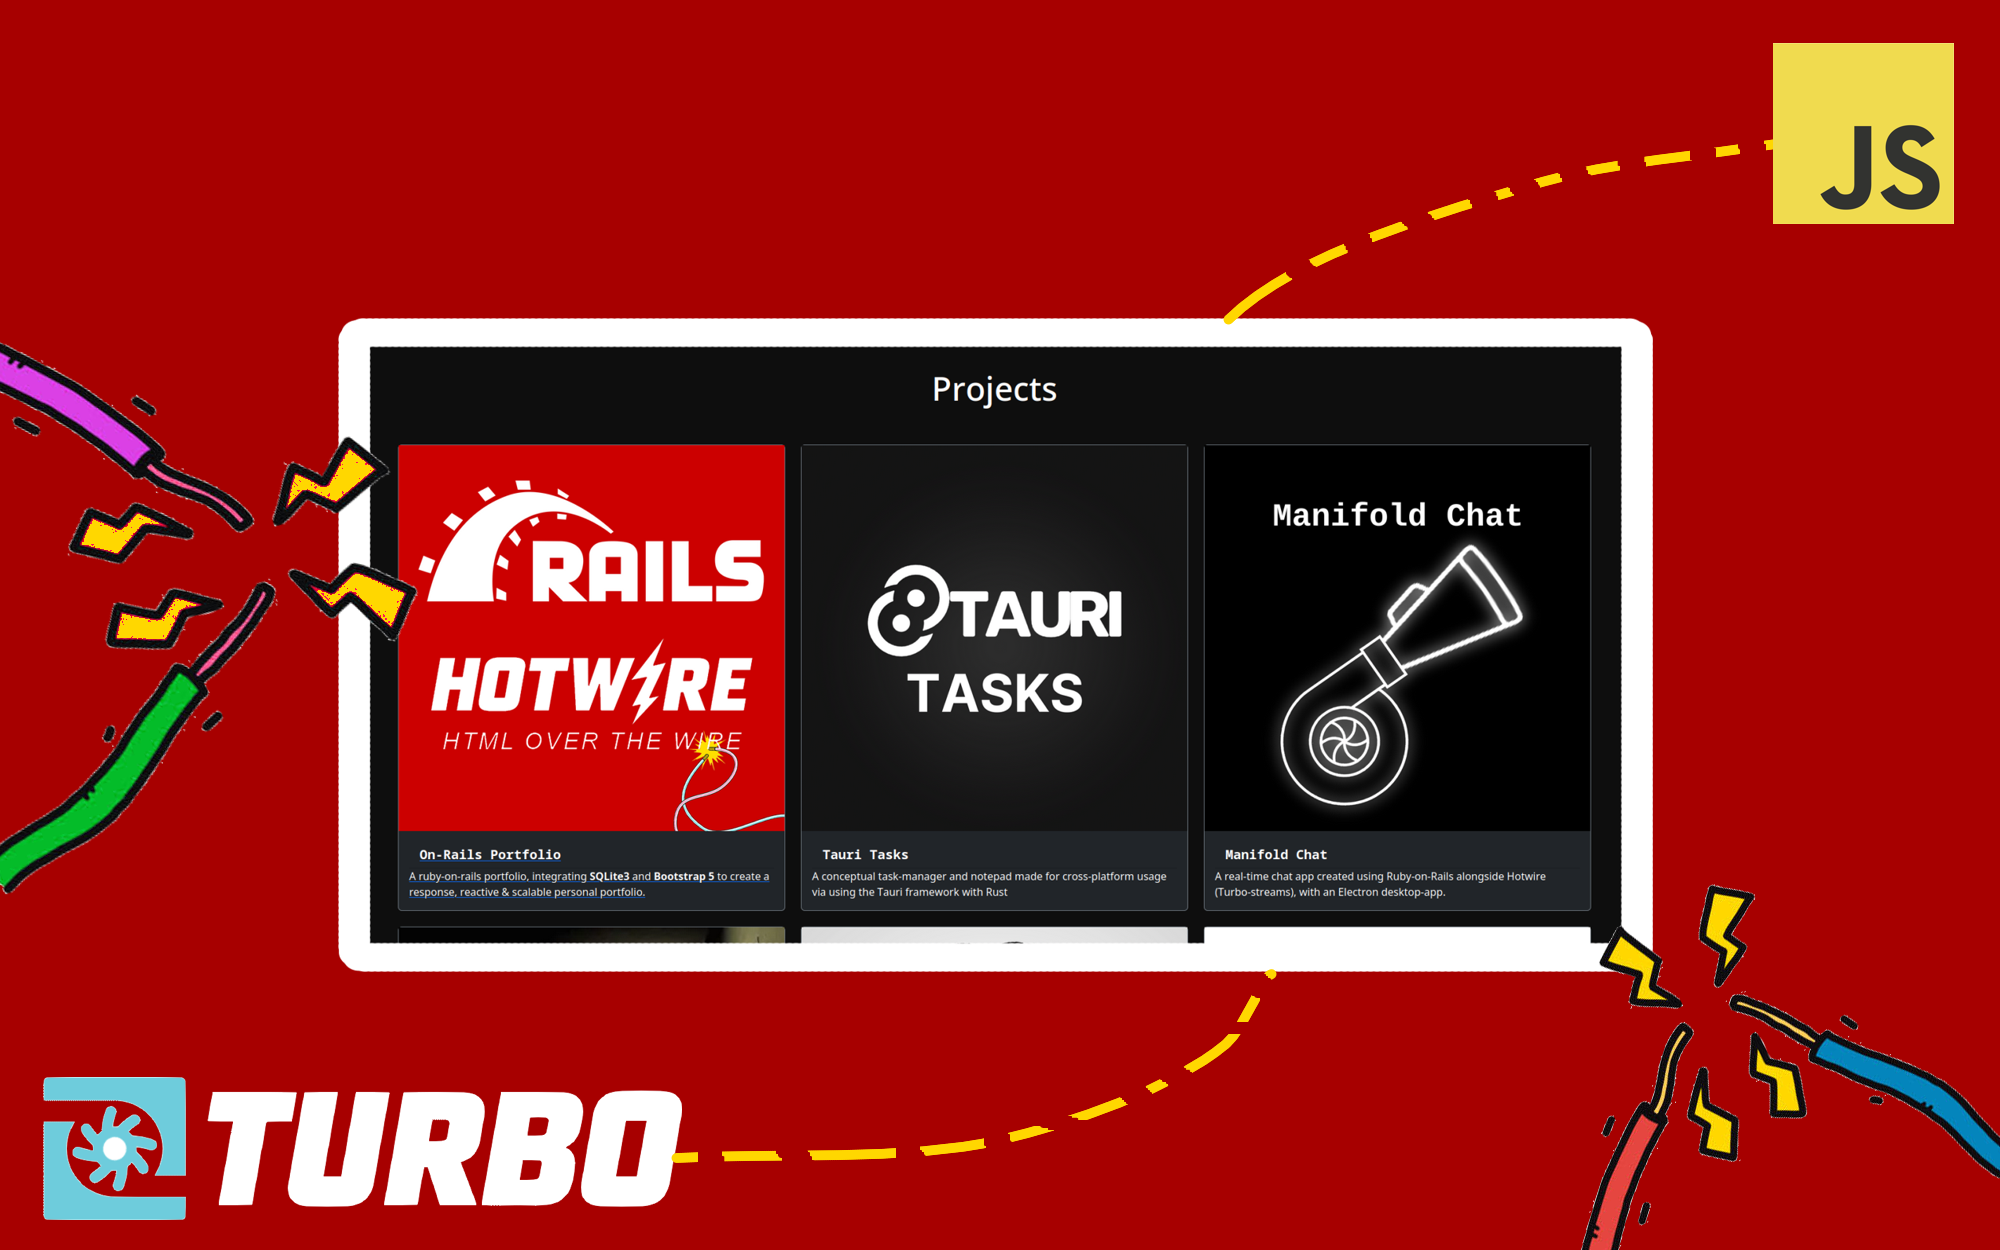 JS
Projects
RAILS
HOTWIRE
HTML OVER THE WIRE
TAURI
TASKS
Manifold Chat
On-Rails Portfolio
A ruby-on-rails portfolio, integrating SQLite3 and Bootstrap 5 to create a
response, reactive & scalable personal portfolio.
Tauri Tasks
A conceptual task-manager and notepad made for cross-platform usage
via using the Tauri framework with Rust
Manifold Chat
A real-time chat app created using Ruby-on-Rails alongside Hotwire
(Turbo-streams), with an Electron desktop-app.
TURBO